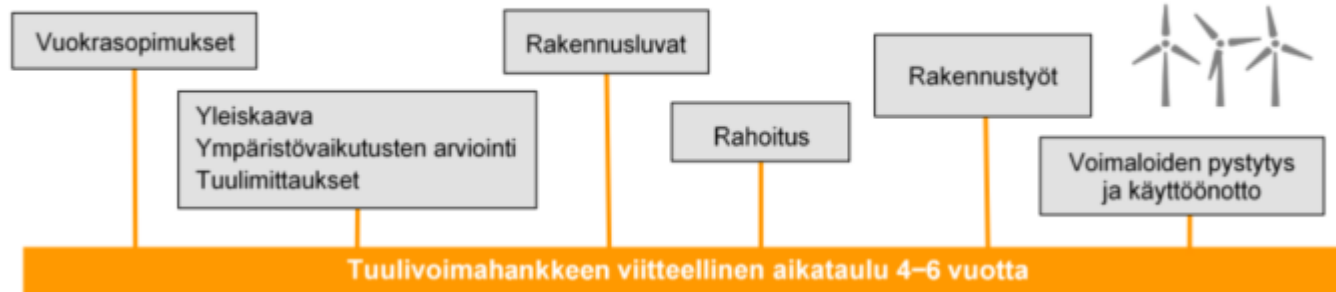 Vuokrasopimukset
Yleiskaava
Ympäristövaikutusten arviointi
Tuulimittaukset
Rakennusluvat
Rahoitus
Rakennustyöt
Voimaloiden pystytys
ja käyttöönotto
Tuulivoimahankkeen viitteellinen aikataulu 4–6 vuotta